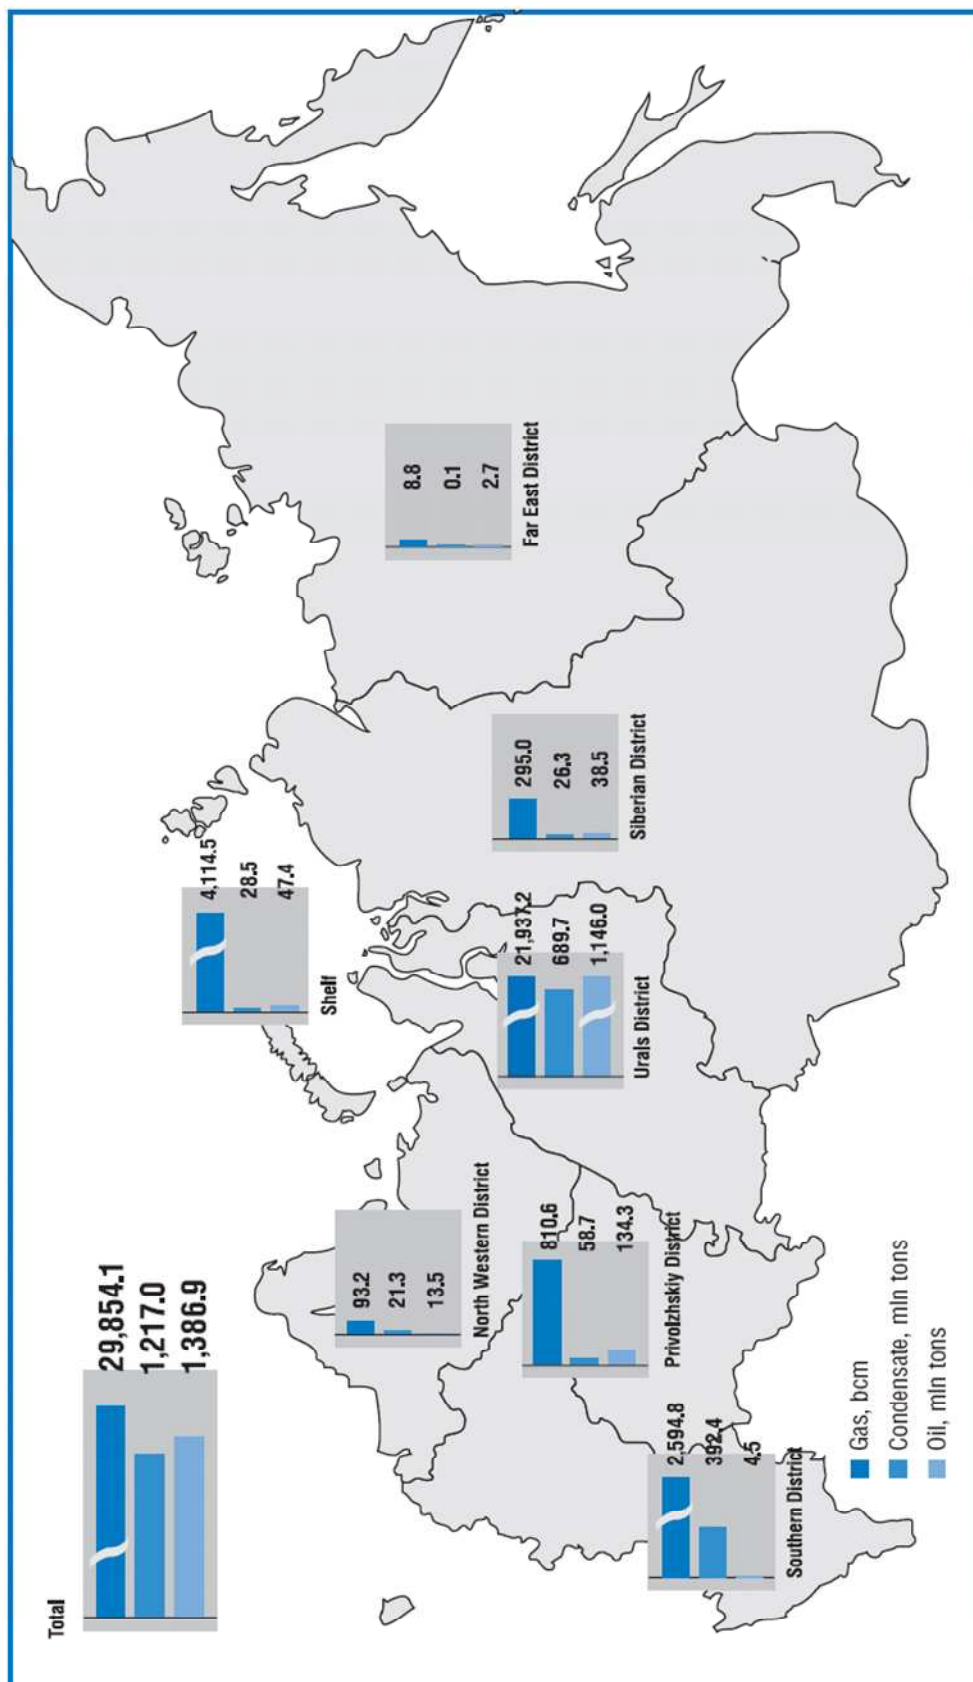 Total
29,854.1
1,217.0
1,386.9
4,114.5
28.5
47.4
Shelf
93.2
21.3
13.5
North Western District
8.8
0.1
2.7
Far East District
295.0
26.3
38.5
Siberian District
21,937.2
689.7
1,146.0
Urals District
810.6
58.7
134.3
Privolzhskiy District
2,594.8
392.4
4.5
Southern District
Gas, bcm
Condensate, mln tons
Oil, mln tons